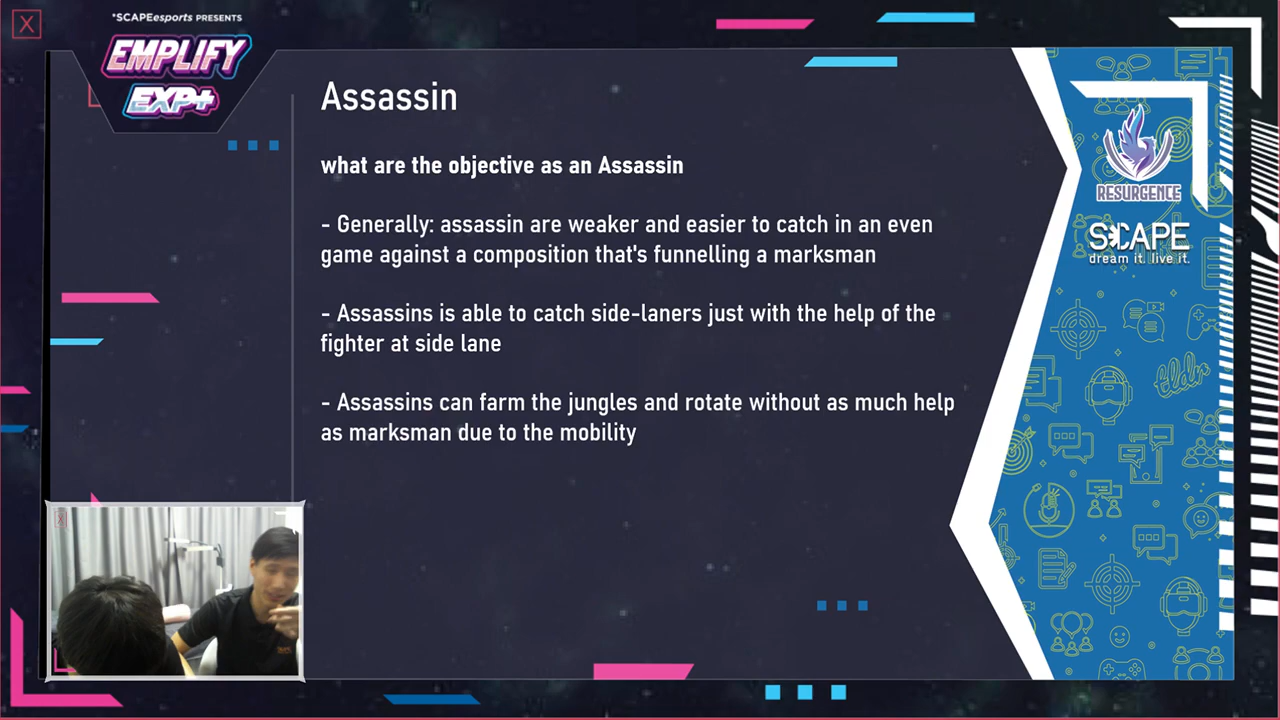 *SCAPEesports PRESENTS
EMPLIFY
EXP+
Assassin
what are the objective as an Assassin
- Generally: assassin are weaker and easier to catch in an even
game against a composition that's funnelling a marksman
- Assassins is able to catch side-laners just with the help of the
fighter at side lane
- Assassins can farm the jungles and rotate without as much help
as marksman due to the mobility
RESURGENCE
SCAPE
dream it. live it.
tldr